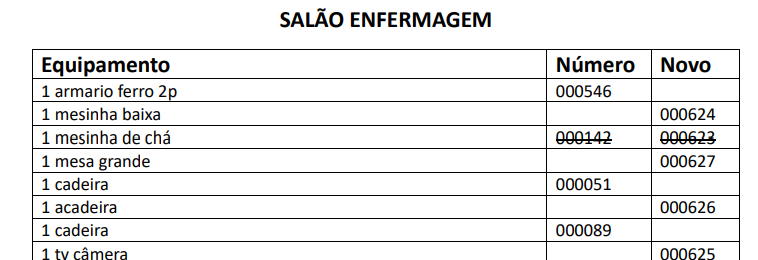 SALÃO ENFERMAGEM
Equipamento Número Novo
1 armario ferro 2p 000546
1 mesinha baixa 000624
1 mesinha de chá 000142 000623
1 mesa grande 000627
1 cadeira 000051
1 acadeira 000626
1 cadeira 000089
1 tv câmera 000625